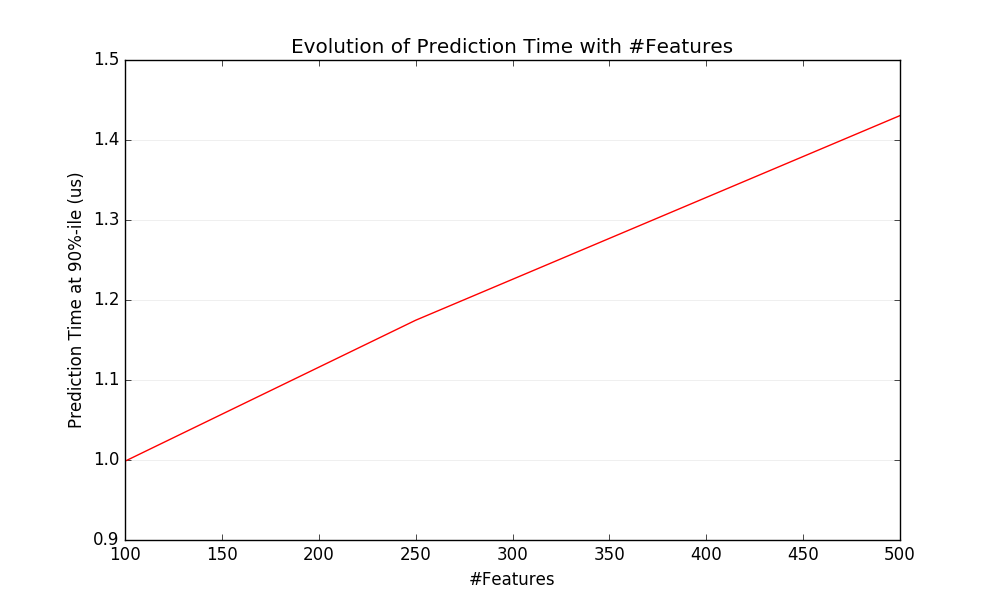 Evolution of Prediction Time with #Features
1.5
1.4
1.3
1.2
1.1
1.0
0.9
Prediction Time at 90%-ile (us)
100 150 200 250 300 350 400 450 500
#Features